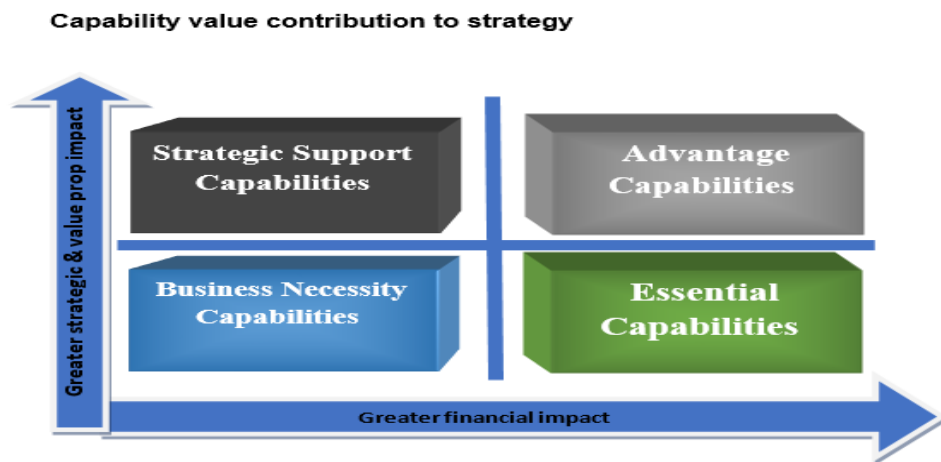 Capability value contribution to strategy
Greater strategic & value prop impact
Strategic Support
Capabilities
Advantage
Capabilities
Business Necessity
Capabilities
Essential
Capabilities
Greater financial impact